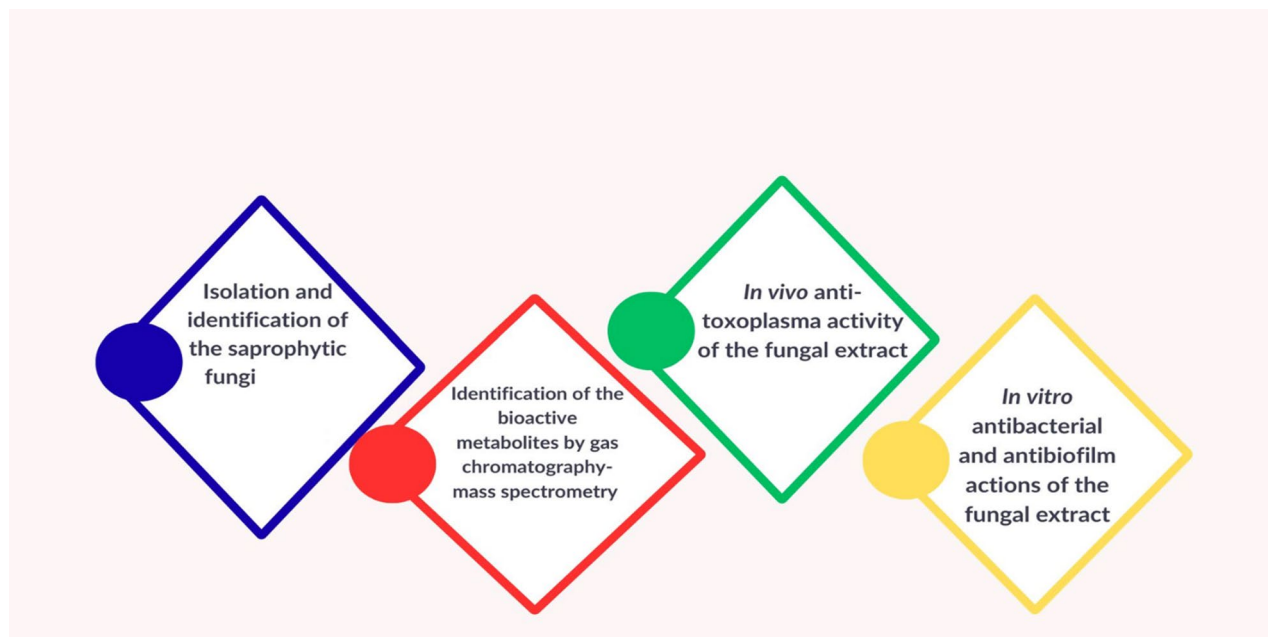 Isolation and
identification of
the saprophytic
fungi
Identification of the
bioactive
metabolites by gas
chromatography-
mass spectrometry
In vivo anti-
toxoplasma activity
of the fungal extract
In vitro
antibacterial
and antibiofilm
actions of the
fungal extract